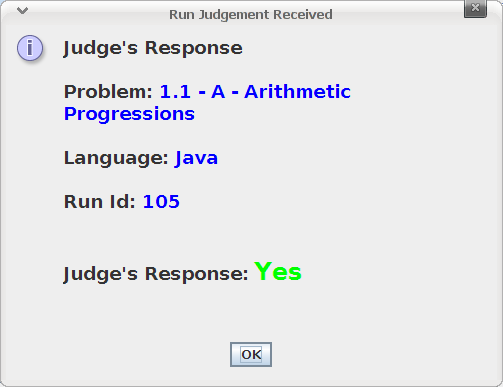 Run Judgement Received
Judge's Response
Problem: 1.1 - A - Arithmetic
Progressions
Language: Java
Run Id: 105
Judge's Response: Yes
OK